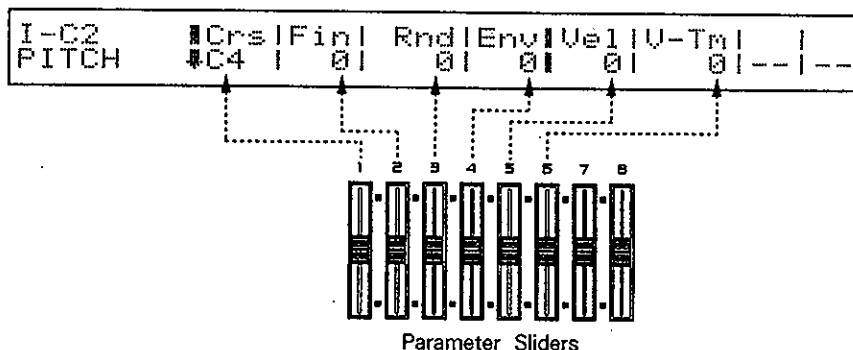 I-C2 Crs|Fin| Rnd|Env Vel|V-Tm| |
PITCH C4 | 0| 0| 0 0| 0|--|--
1 2 3 4 5 6 7 8
Parameter Sliders